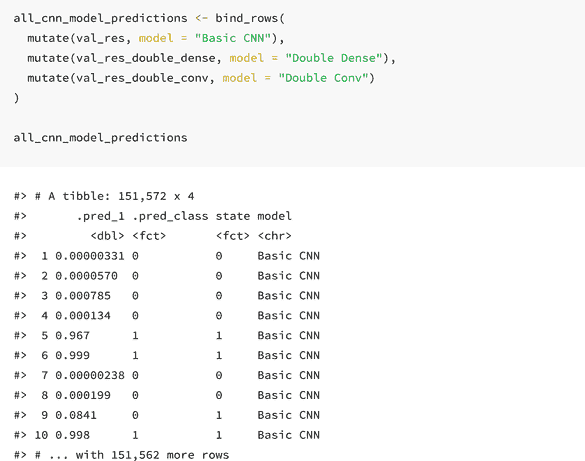 all_cnn_model_predictions <- bind_rows(
  mutate(val_res, model = "Basic CNN"),
  mutate(val_res_double_dense, model = "Double Dense"),
  mutate(val_res_double_conv, model = "Double Conv")
)
all_cnn_model_predictions
#> # A tibble: 151,572 x 4
#>        .pred_1 .pred_class state model
#>          <dbl> <fct>       <fct> <chr>
#>  1 0.00000331 0           0     Basic CNN
#>  2 0.0000570  0           0     Basic CNN
#>  3 0.000785   0           0     Basic CNN
#>  4 0.000134   0           0     Basic CNN
#>  5 0.967      1           1     Basic CNN
#>  6 0.999      1           1     Basic CNN
#>  7 0.00000238 0           0     Basic CNN
#>  8 0.000199   0           0     Basic CNN
#>  9 0.0841     0           1     Basic CNN
#> 10 0.998      1           1     Basic CNN
#> # ... with 151,562 more rows